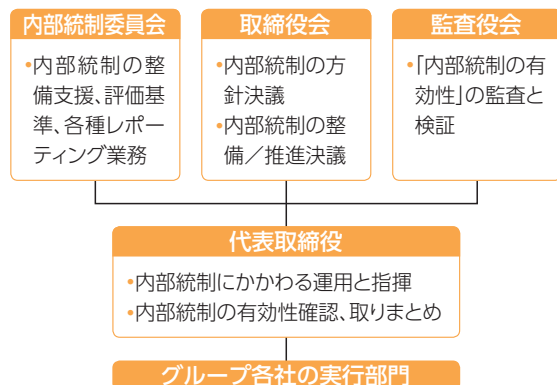 内部統制委員会
•内部統制の整
備支援、評価基
準、各種レポー
ティング業務
取締役会
•内部統制の方
針決議
•内部統制の整
備／推進決議
監査役会
•「内部統制の有
効性」の監査と
検証
代表取締役
•内部統制にかかわる運用と指揮
•内部統制の有効性確認、取りまとめ
グループ各社の実行部門